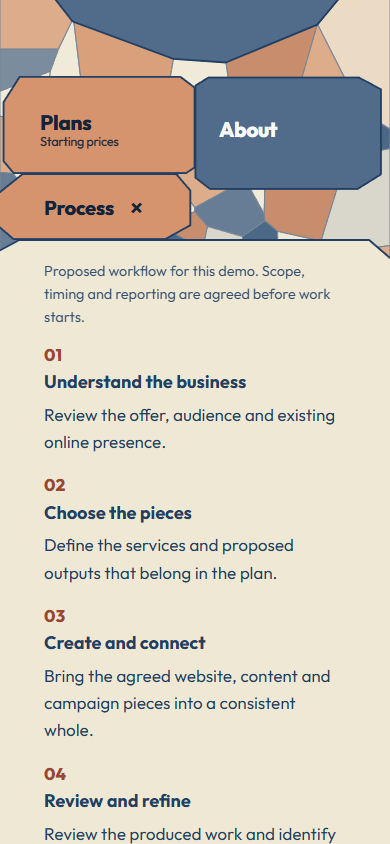 Plans
Starting prices
About
Process ×
Proposed workflow for this demo. Scope,
timing and reporting are agreed before work
starts.
01
Understand the business
Review the offer, audience and existing
online presence.
02
Choose the pieces
Define the services and proposed
outputs that belong in the plan.
03
Create and connect
Bring the agreed website, content and
campaign pieces into a consistent
whole.
04
Review and refine
Review the produced work and identify